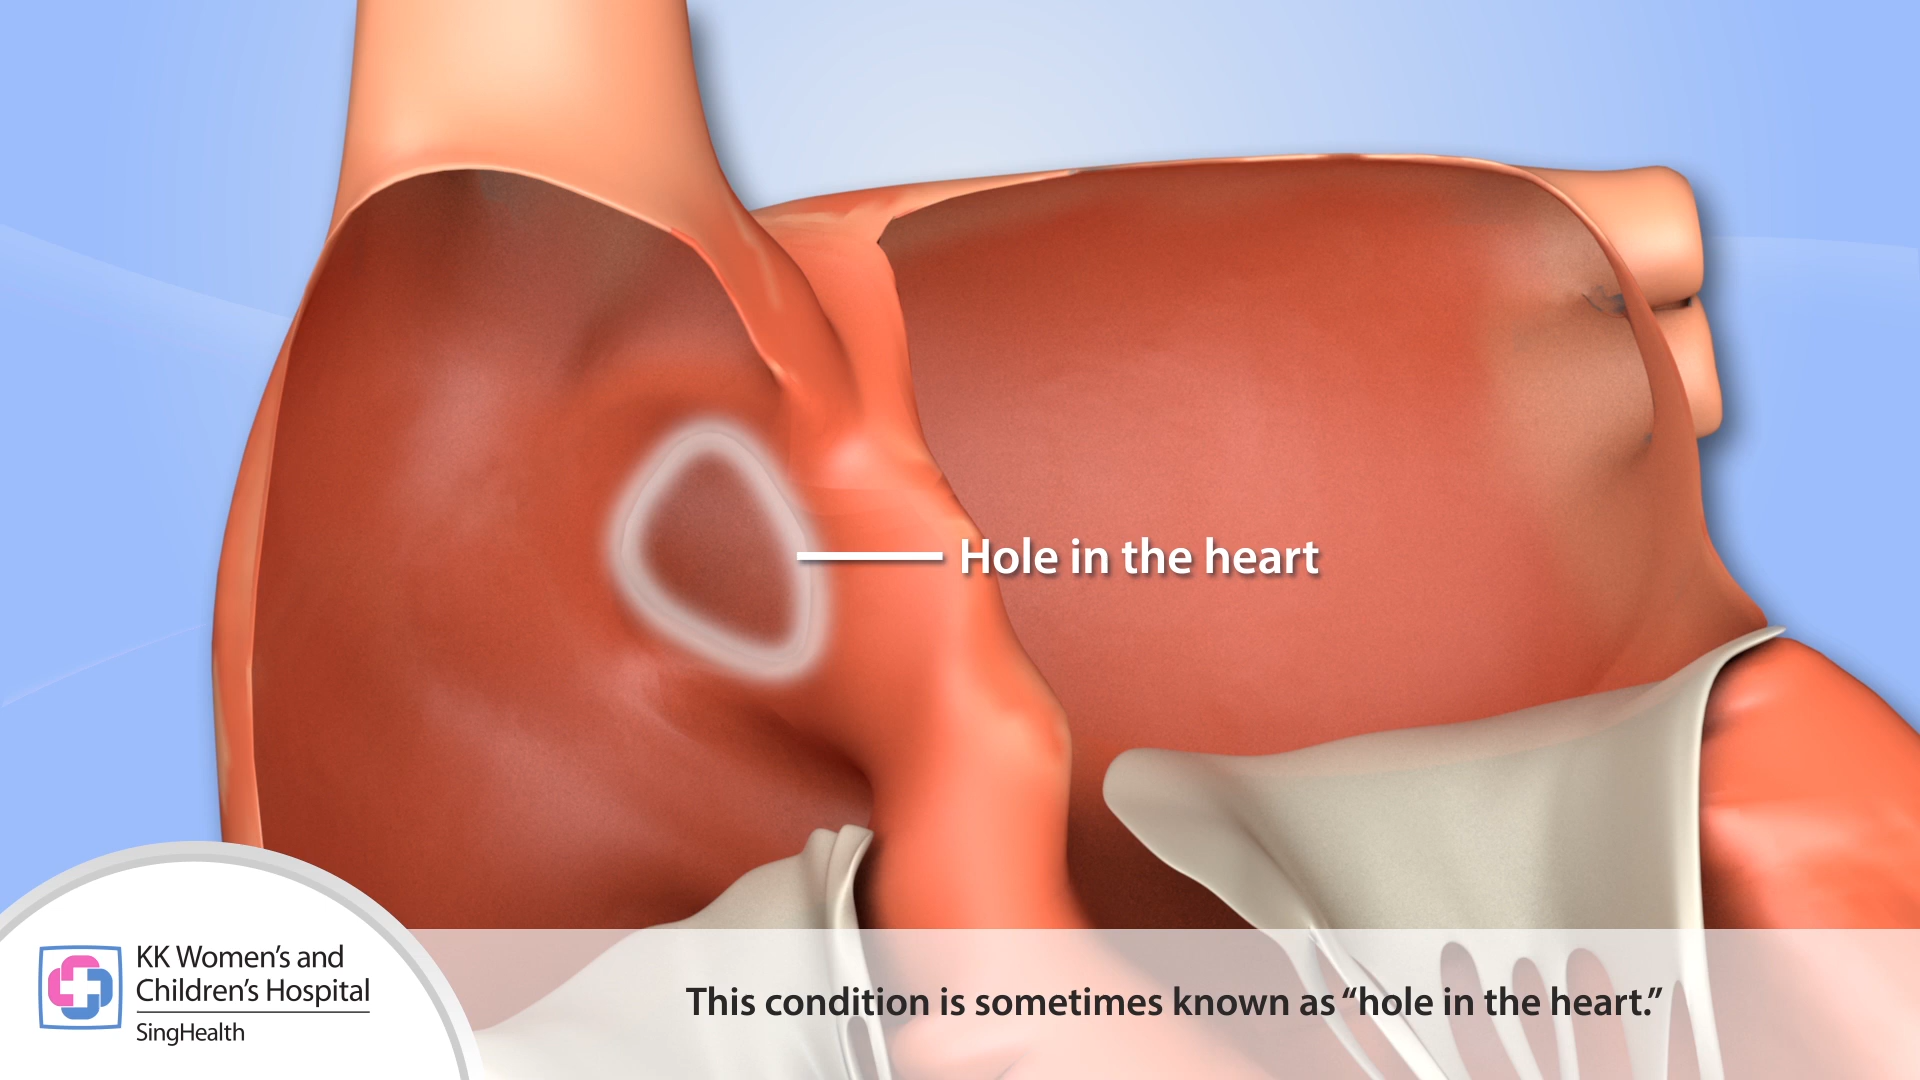 Hole in the heart
KK Women's and
Children's Hospital
SingHealth
This condition is sometimes known as “hole in the heart.”